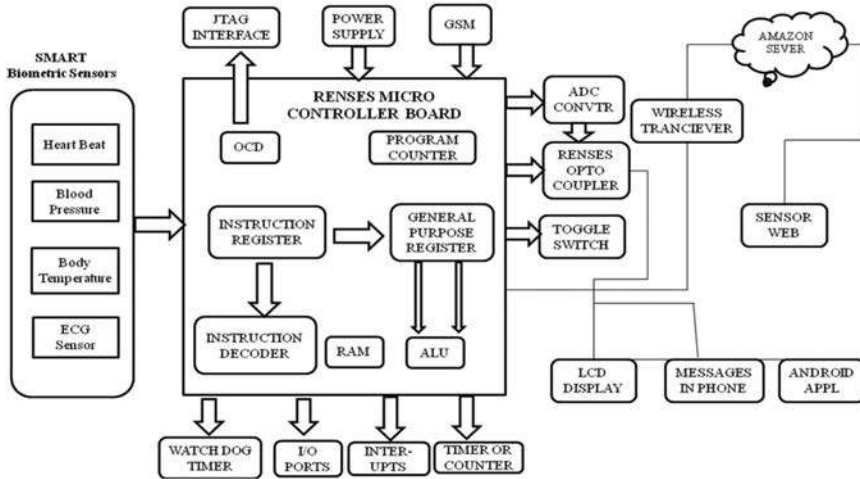 JTAG
INTERFACE
POWER
SUPPLY
GSM
AMAZON
SEVER
SMART
Biometric Sensors
RENSES MICRO
CONTROLLER BOARD
ADC
CONVTR
WIRELESS
TRANCIEVER
Heart Beat
OCD
PROGRAM
COUNTER
RENSES
OPTO
COUPLER
Blood
Pressure
INSTRUCTION
REGISTER
GENERAL
PURPOSE
REGISTER
TOGGLE
SWITCH
SENSOR
WEB
Body
Temperature
ECG
Sensor
INSTRUCTION
DECODER
RAM
ALU
LCD
DISPLAY
MESSAGES
IN PHONE
ANDROID
APPL
WATCH DOG
TIMER
I/O
PORTS
INTER-
UPTS
TIMER OR
COUNTER